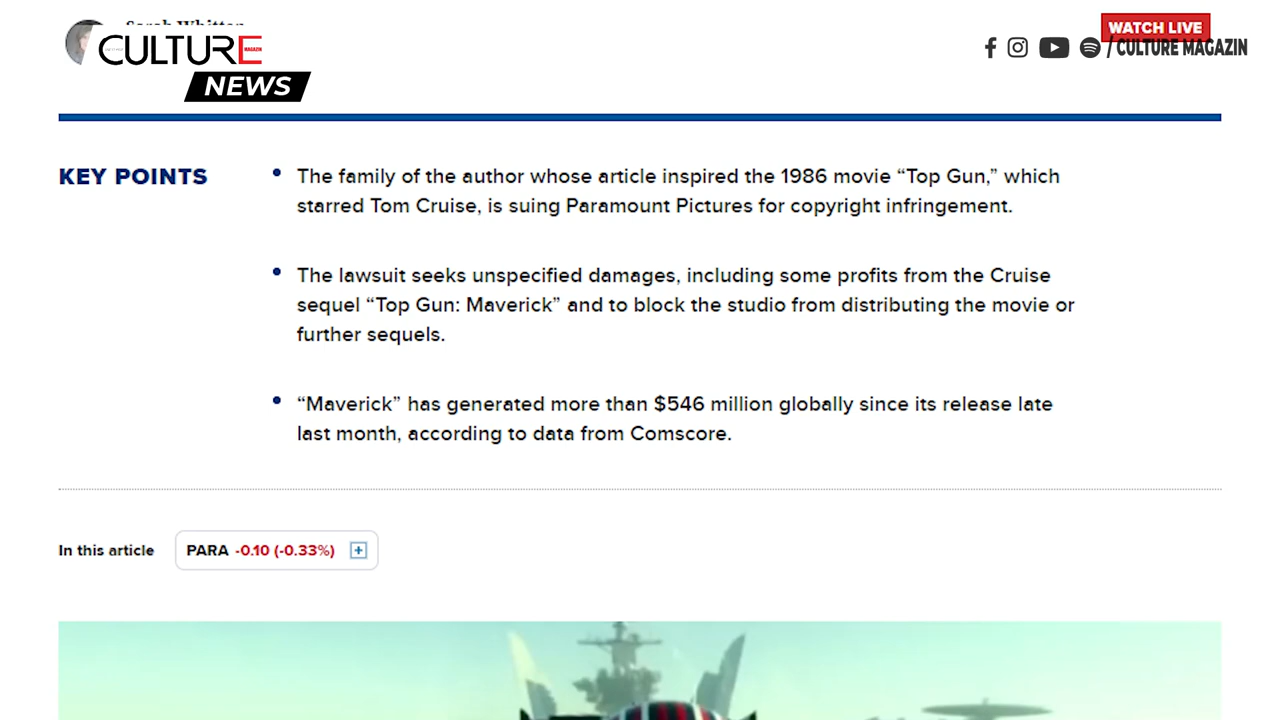 Sarah Whitten
CULTURE
MAGAZIN
NEWS
WATCH LIVE
/ CULTURE MAGAZIN
KEY POINTS
• The family of the author whose article inspired the 1986 movie “Top Gun,” which
starred Tom Cruise, is suing Paramount Pictures for copyright infringement.
• The lawsuit seeks unspecified damages, including some profits from the Cruise
sequel “Top Gun: Maverick” and to block the studio from distributing the movie or
further sequels.
• “Maverick” has generated more than $546 million globally since its release late
last month, according to data from Comscore.
In this article
PARA -0.10 (-0.33%) +